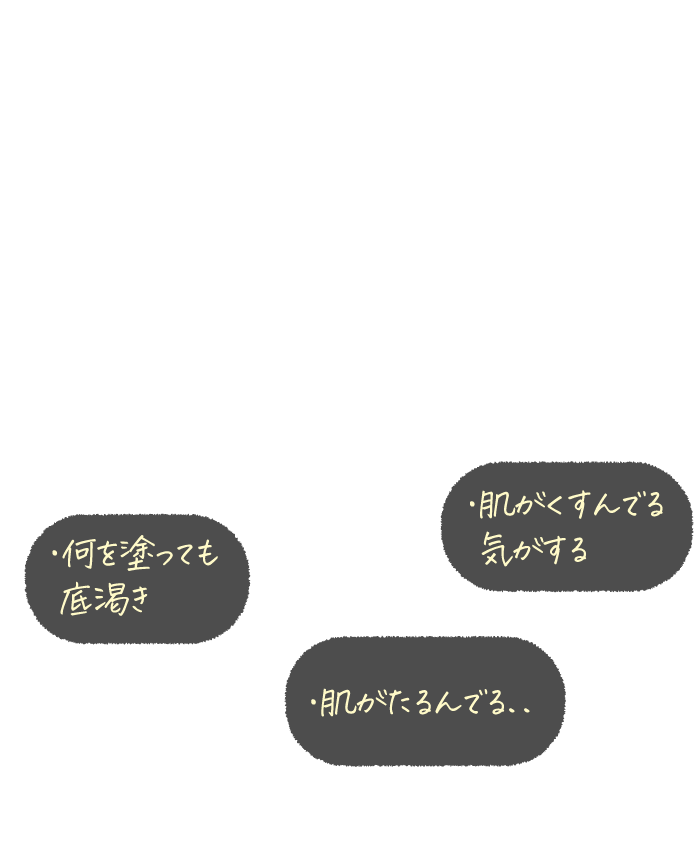 ・肌がくすんでる
気がする
・何を塗っても
底渇き
・肌がたるんでる..